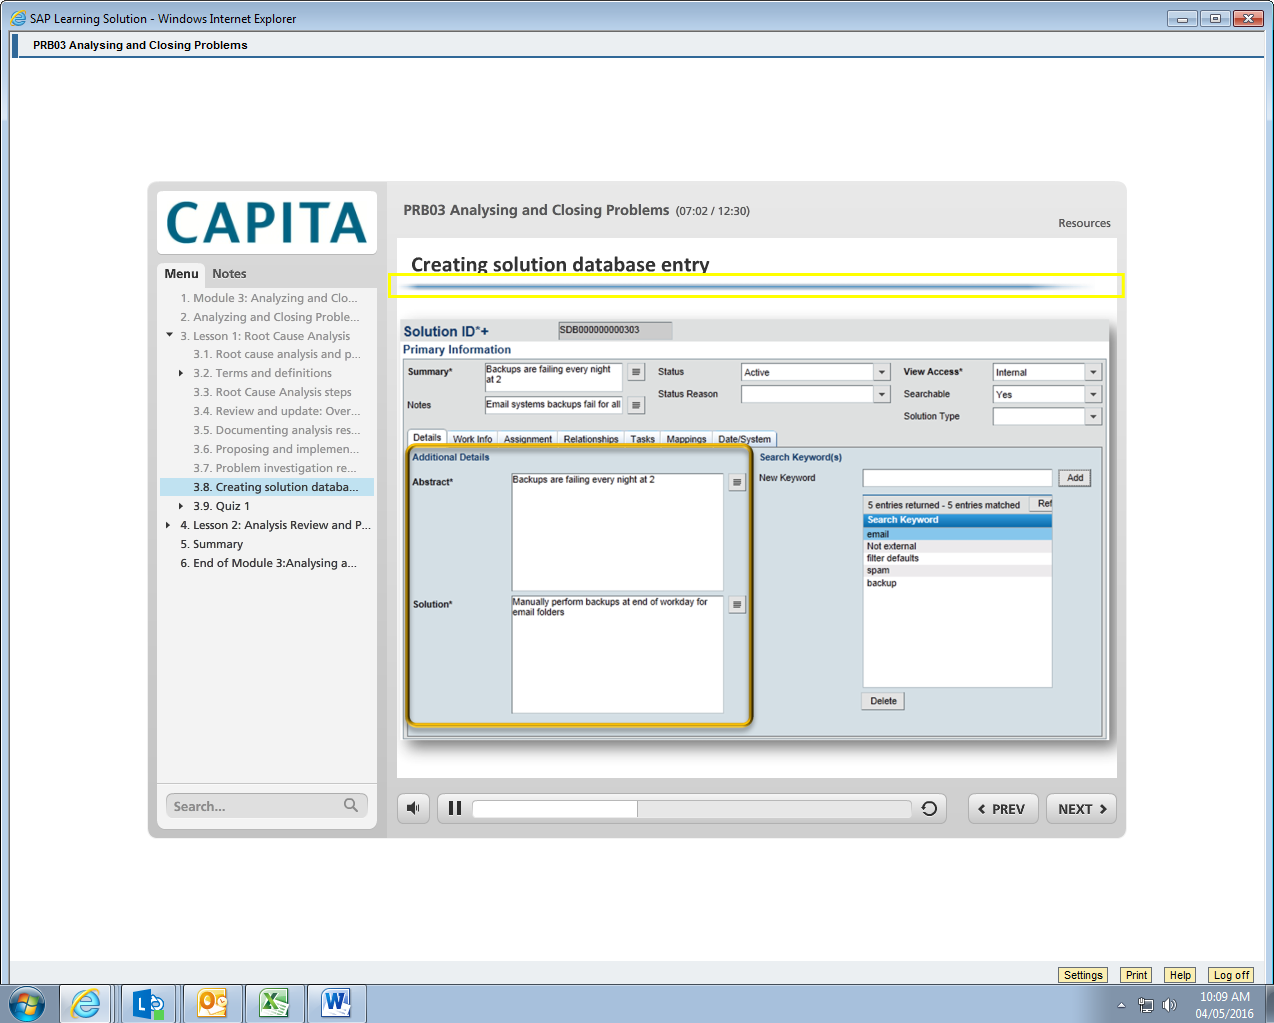 SAP Learning Solution - Windows Internet Explorer
PRB03 Analysing and Closing Problems
CAPITA
PRB03 Analysing and Closing Problems (07:02 / 12:30)
Resources
Menu Notes
1. Module 3: Analyzing and Clo...
2. Analyzing and Closing Proble...
3. Lesson 1: Root Cause Analysis
3.1. Root cause analysis and p...
3.2. Terms and definitions
3.3. Root Cause Analysis steps
3.4. Review and update: Over...
3.5. Documenting analysis res...
3.6. Proposing and implemen...
3.7. Problem investigation re...
3.8. Creating solution databa...
3.9. Quiz 1
4. Lesson 2: Analysis Review and P...
5. Summary
6. End of Module 3:Analysing a...
Search...
Creating solution database entry
Solution ID*+ SDB000000000303
Primary Information
Summary* Backups are failing every night
at 2
Status Active
View Access* Internal
Status Reason
Searchable Yes
Notes Email systems backups fail for all
Solution Type
Details Work Info Assignment Relationships Tasks Mappings Date/System
Additional Details
Abstract* Backups are failing every night at 2
Solution* Manually perform backups at end of workday for
email folders
Search Keyword(s)
New Keyword Add
5 entries returned - 5 entries matched Ref
Search Keyword
email
Not external
filter defaults
spam
backup
Delete
PREV NEXT
Settings Print Help Log off
10:09 AM
04/05/2016